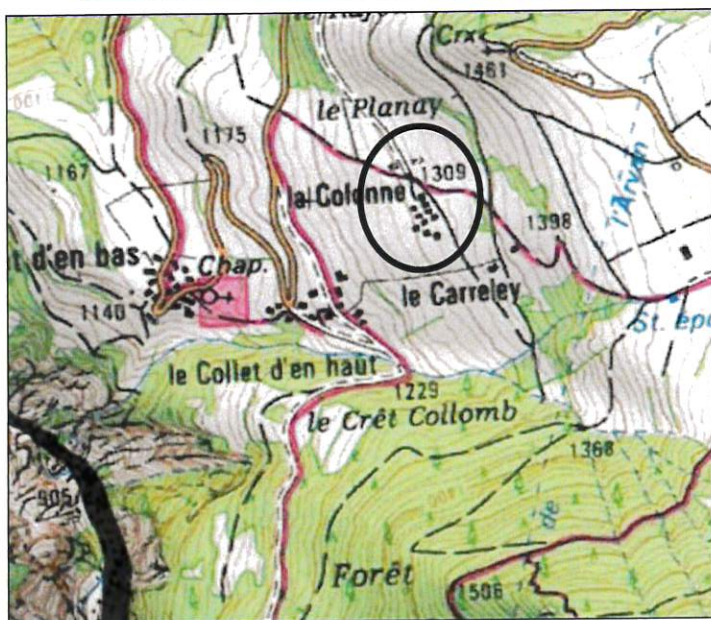 Crx
1461
le Planay
1175
1309
1167
la Colonne
l'Arvan
1398
t d'en bas
Chap.
le Carreley
1140
St. épu
le Collet d'en haut
1229
le Crêt Collomb
1368
905
de
Forêt
1506